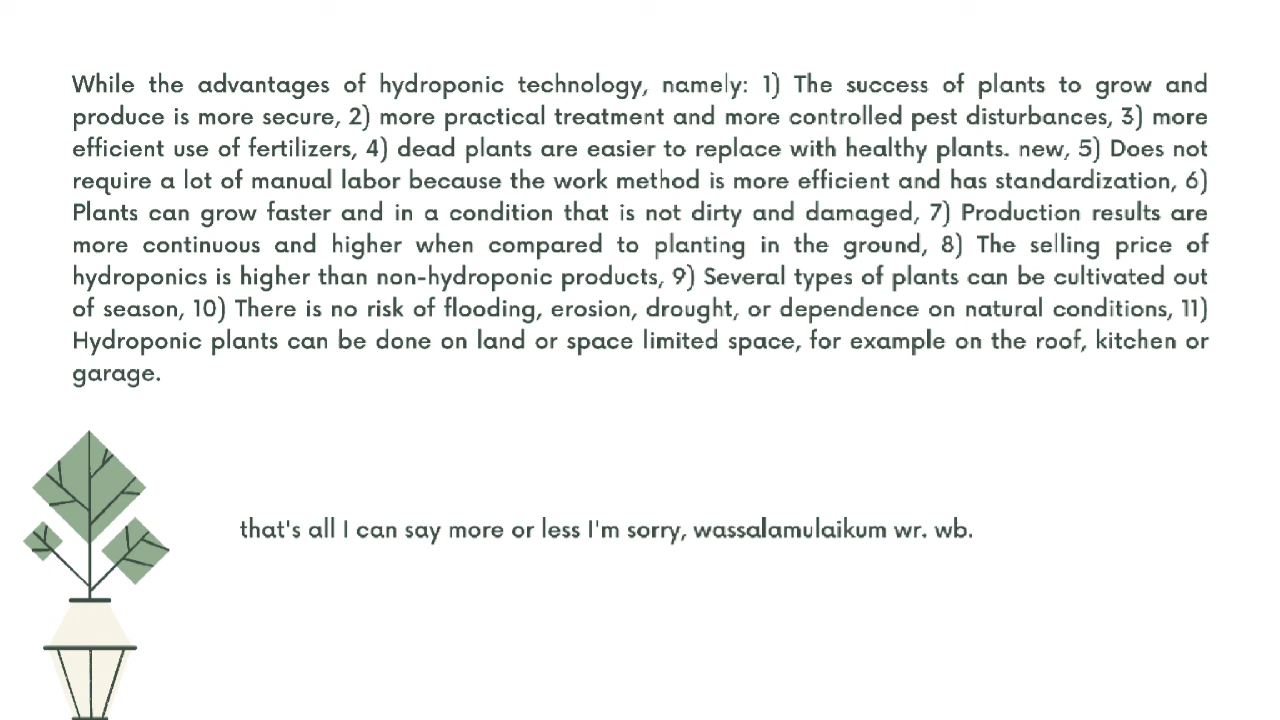 While the advantages of hydroponic technology, namely: 1) The success of plants to grow and
produce is more secure, 2) more practical treatment and more controlled pest disturbances, 3) more
efficient use of fertilizers, 4) dead plants are easier to replace with healthy plants. new, 5) Does not
require a lot of manual labor because the work method is more efficient and has standardization, 6)
Plants can grow faster and in a condition that is not dirty and damaged, 7) Production results are
more continuous and higher when compared to planting in the ground, 8) The selling price of
hydroponics is higher than non-hydroponic products, 9) Several types of plants can be cultivated out
of season, 10) There is no risk of flooding, erosion, drought, or dependence on natural conditions, 11)
Hydroponic plants can be done on land or space limited space, for example on the roof, kitchen or
garage.
that's all I can say more or less I'm sorry, wassalamulaikum wr. wb.